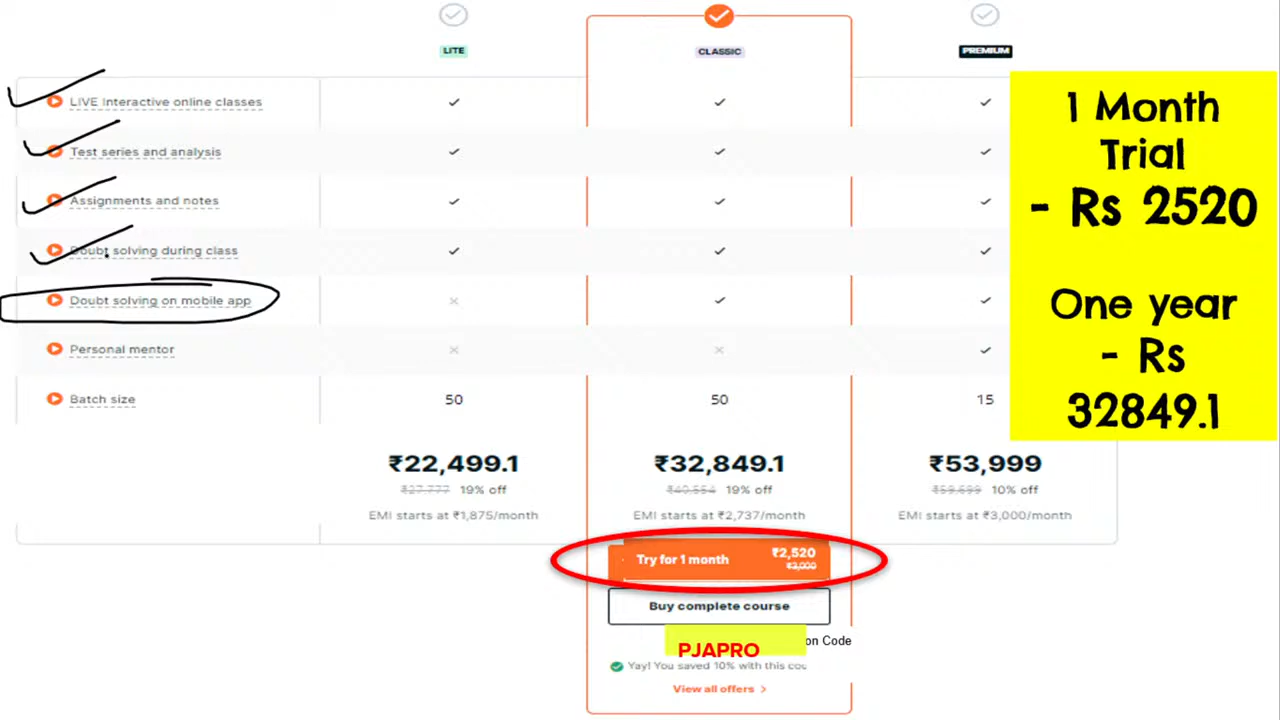 LITE CLASSIC PREMIUM
LIVE Interactive online classes
Test series and analysis
Assignments and notes
Doubt solving during class
Doubt solving on mobile app
Personal mentor
Batch size 50 50 15
₹22,499.1 ₹32,849.1 ₹53,999
₹27,777 19% off ₹40,554 19% off ₹59,699 10% off
EMI starts at ₹1,875/month EMI starts at ₹2,737/month EMI starts at ₹3,000/month
Try for 1 month ₹2,520
₹3,000
Buy complete course
on Code
PJAPRO
Yay! You saved 10% with this cou
View all offers >
1 Month
Trial
- Rs 2520
One year
- Rs
32849.1